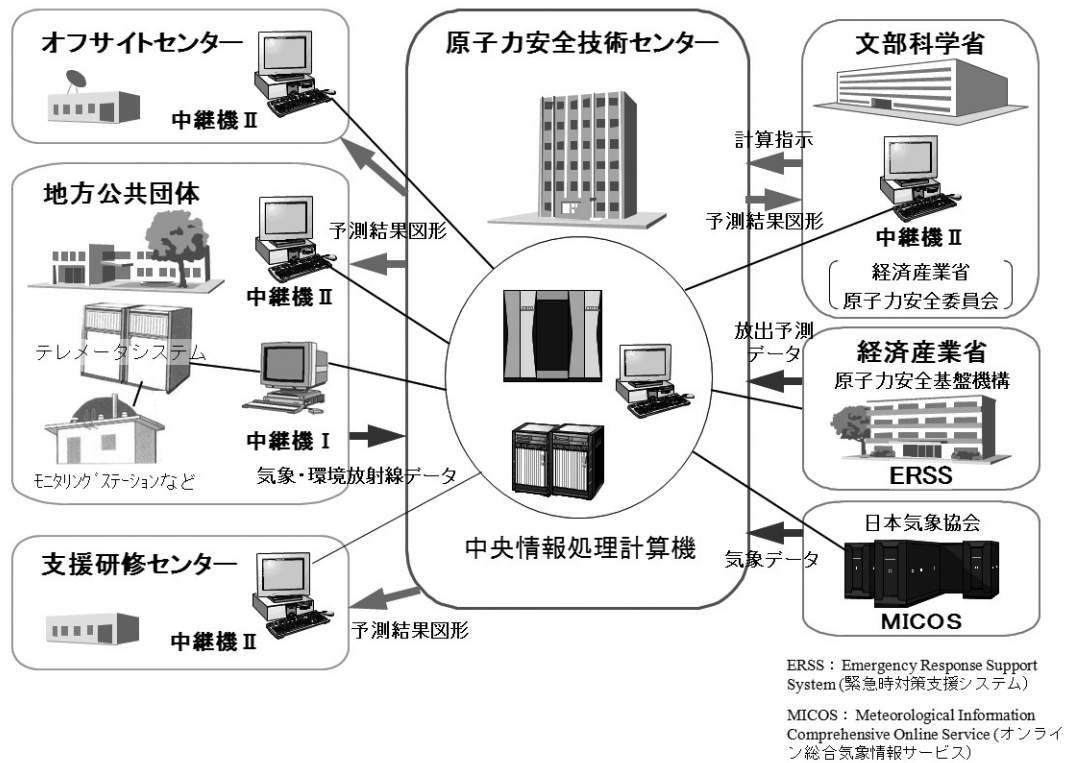 オフサイトセンター
中継機Ⅱ
地方公共団体
中継機Ⅱ
テレメータシステム
中継機Ⅰ
モニタリングステーションなど
支援研修センター
中継機Ⅱ
原子力安全技術センター
予測結果図形
気象・環境放射線データ
中央情報処理計算機
予測結果図形
文部科学省
計算指示
予測結果図形
中継機Ⅱ
経済産業省
原子力安全委員会
放出予測
データ
経済産業省
原子力安全基盤機構
ERSS
日本気象協会
気象データ
MICOS
ERSS： Emergency Response Support
System (緊急時対策支援システム)
MICOS： Meteorological Information
Comprehensive Online Service (オンライ
ン総合気象情報サービス)